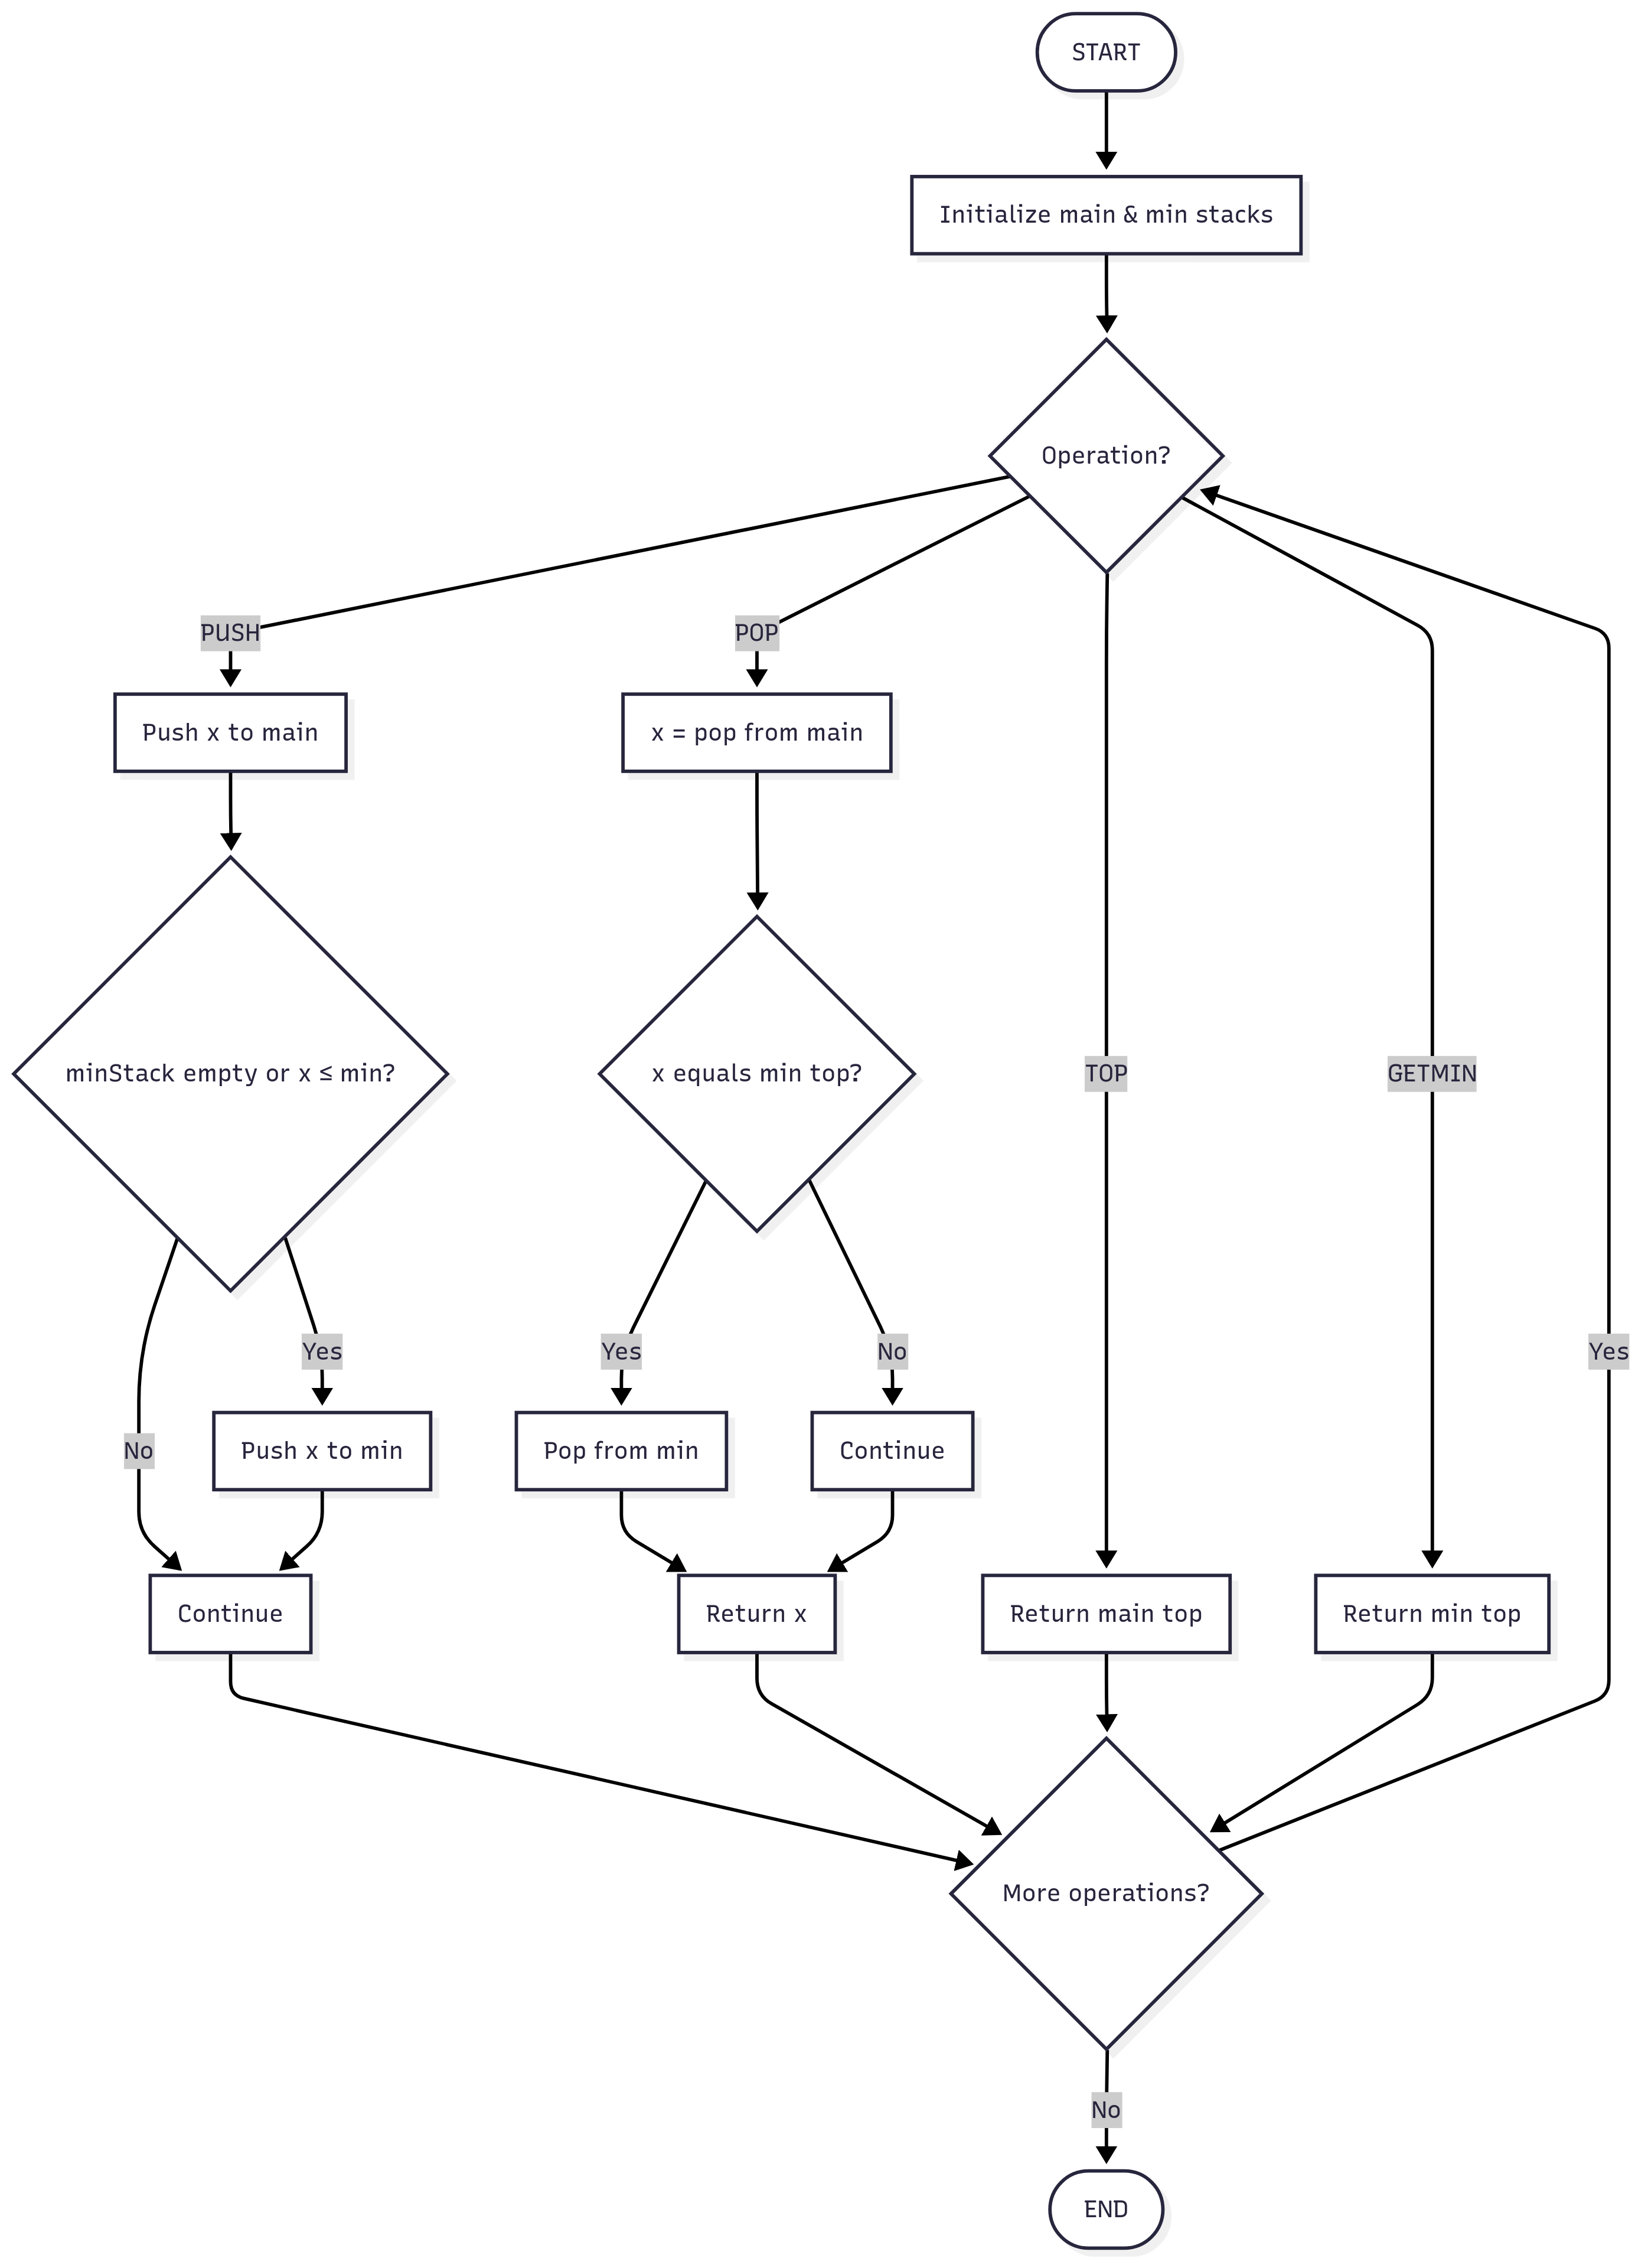 START
Initialize main & min stacks
Operation?
PUSH
POP
Push x to main
x = pop from main
minStack empty or x ≤ min?
x equals min top?
TOP
GETMIN
Yes
Yes
No
Yes
No
Push x to min
Pop from min
Continue
Continue
Return x
Return main top
Return min top
More operations?
No
END